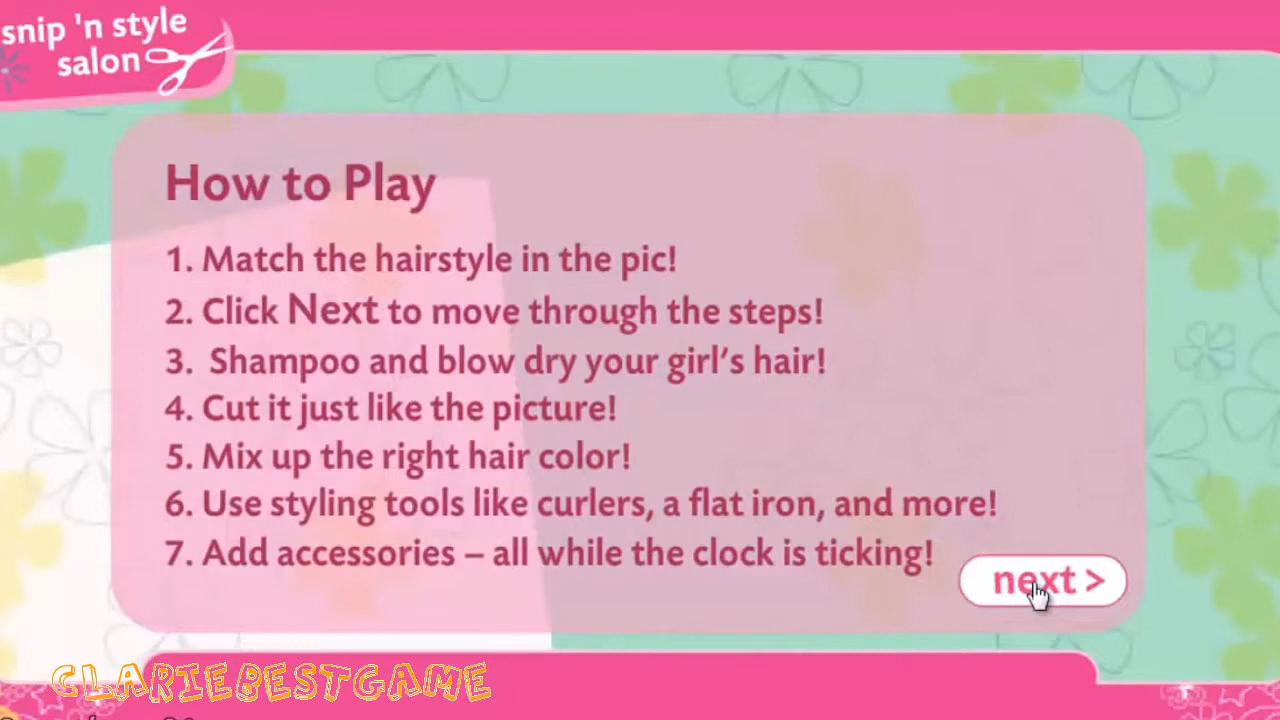 snip 'n style
salon
How to Play
1. Match the hairstyle in the pic!
2. Click Next to move through the steps!
3. Shampoo and blow dry your girl's hair!
4. Cut it just like the picture!
5. Mix up the right hair color!
6. Use styling tools like curlers, a flat iron, and more!
7. Add accessories – all while the clock is ticking!
next >
CLARIEBESTGAME